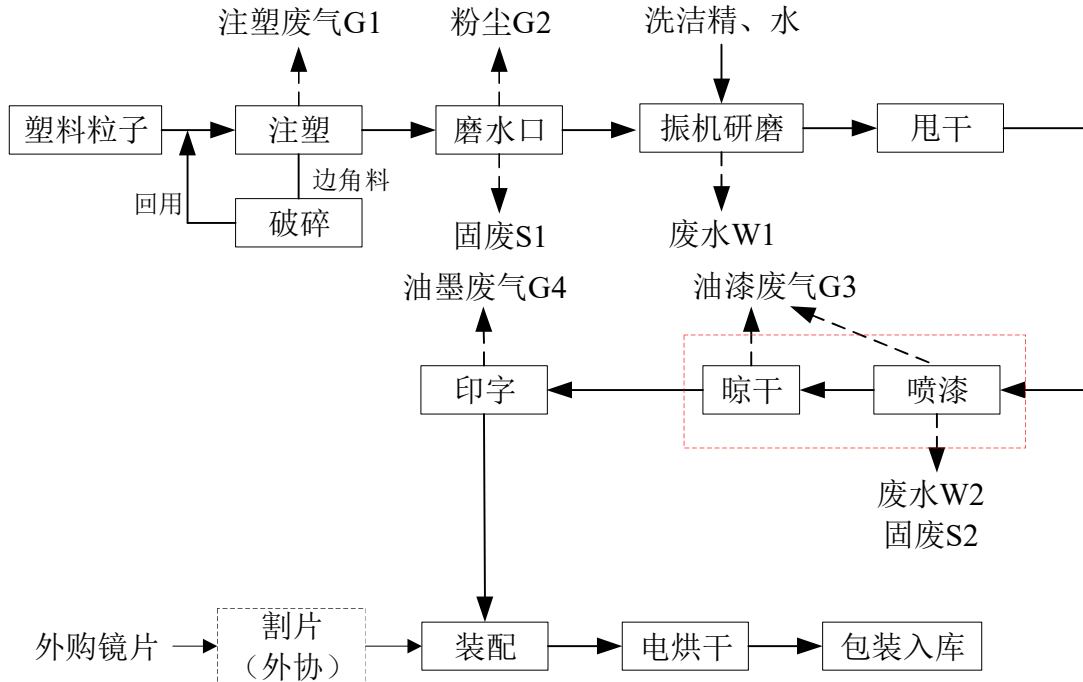 注塑废气G1
粉尘G2
洗洁精、水
塑料粒子
注塑
磨水口
振机研磨
甩干
边角料
回用
破碎
固废S1
废水W1
油墨废气G4
油漆废气G3
印字
晾干
喷漆
废水W2
固废S2
外购镜片
割片
（外协）
装配
电烘干
包装入库